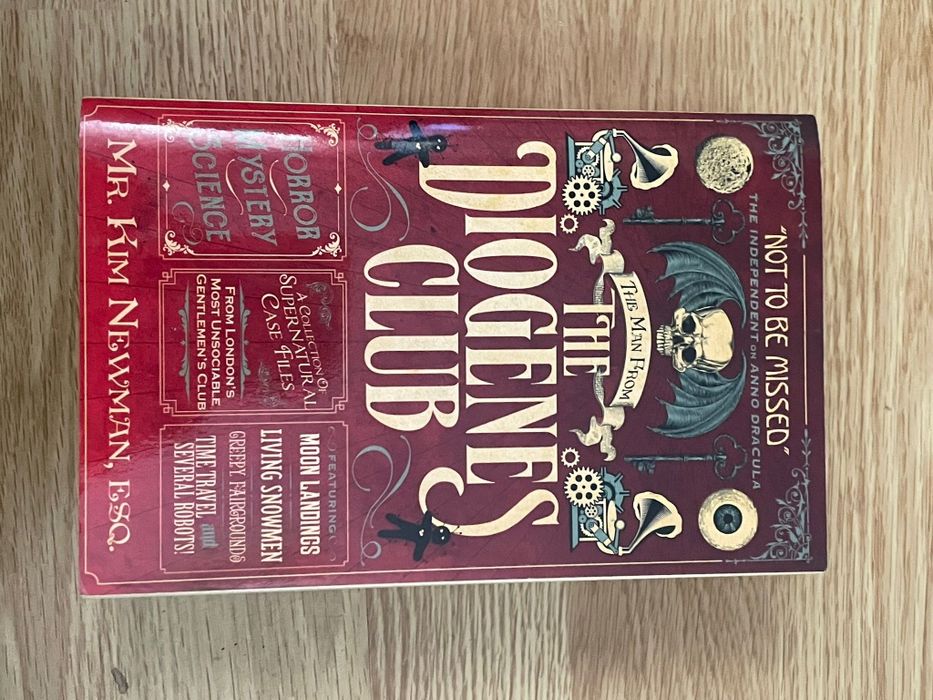 "NOT TO BE MISSED"
THE INDEPENDENT ON ANNO DRACULA
THE MAN FROM
THE
DIOGENES
CLUB
HORROR
MYSTERY
SCIENCE
A COLLECTION OF
SUPERNATURAL
CASE FILES
FROM LONDON'S
MOST UNSOCIABLE
GENTLEMEN'S CLUB
FEATURING
MOON LANDINGS
LIVING SNOWMEN
CREEPY FAIRGROUNDS
TIME TRAVEL and
SEVERAL ROBOTS!
MR. KIM NEWMAN, ESQ.